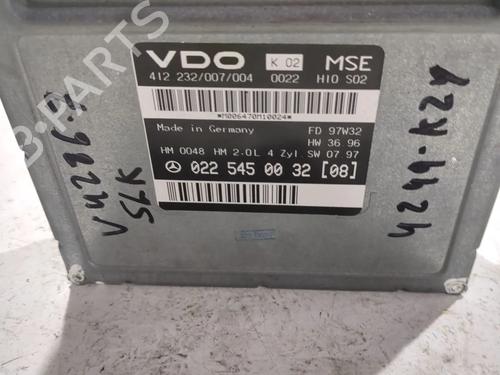 VDO K 02 MSE
412 232/007/004 0022 H10 S02
*M006470M10024*
Made in Germany FD 97W32
HW 36 96
HM 0048 HM 2.0L 4 Zyl. SW 07 97
022 545 00 32 [08]
SLK
B-PARTS